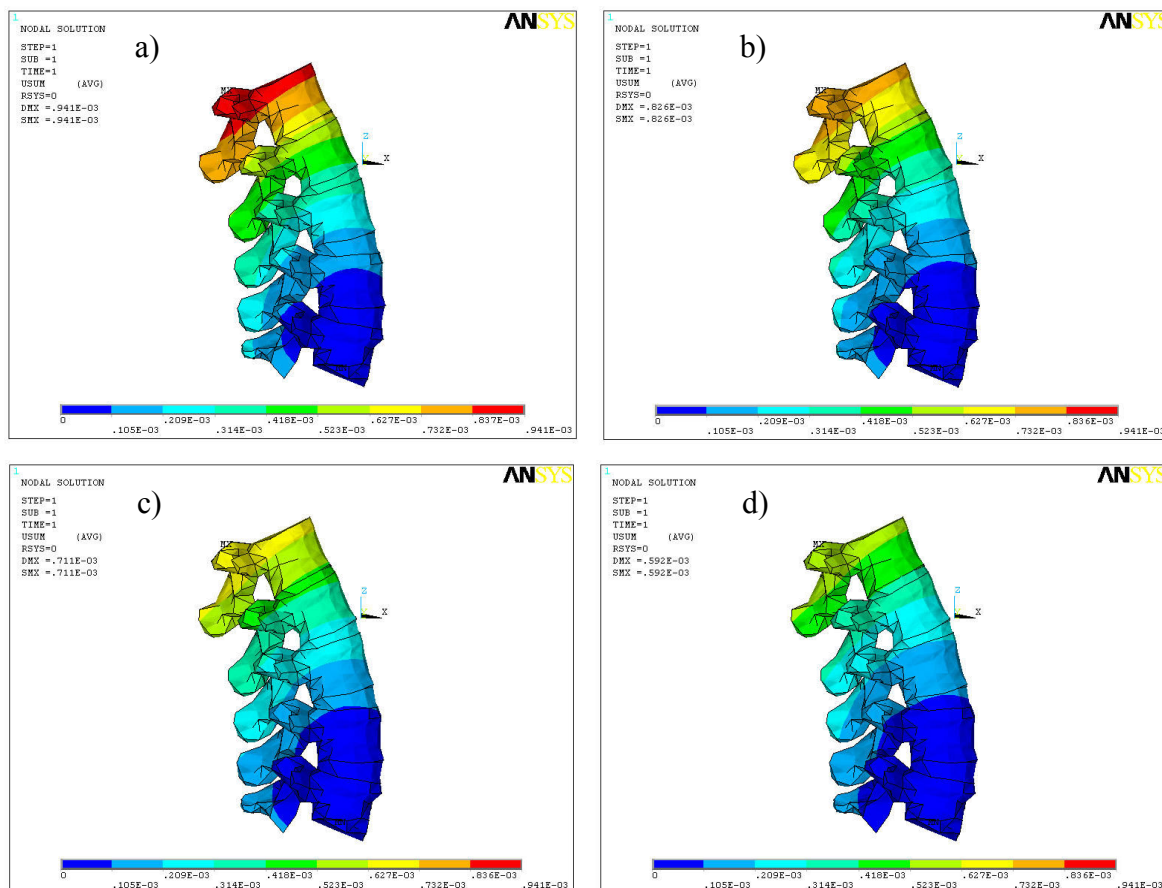 1
ANSYS
NODAL SOLUTION
a)
STEP=1
SUB =1
TIME=1
USUM (AVG)
RSYS=0
DMX =.941E-03
SMX =.941E-03
MX
Z
X
0 .209E-03 .418E-03 .627E-03 .837E-03
.105E-03 .314E-03 .523E-03 .732E-03 .941E-03
1
ANSYS
NODAL SOLUTION
b)
STEP=1
SUB =1
TIME=1
USUM (AVG)
RSYS=0
DMX =.826E-03
SMX =.826E-03
MX
Z
X
0 .209E-03 .418E-03 .627E-03 .836E-03
.105E-03 .314E-03 .523E-03 .732E-03 .941E-03
1
ANSYS
NODAL SOLUTION
c)
STEP=1
SUB =1
TIME=1
USUM (AVG)
RSYS=0
DMX =.711E-03
SMX =.711E-03
MX
Z
X
0 .209E-03 .418E-03 .627E-03 .836E-03
.105E-03 .314E-03 .523E-03 .732E-03 .941E-03
1
ANSYS
NODAL SOLUTION
d)
STEP=1
SUB =1
TIME=1
USUM (AVG)
RSYS=0
DMX =.592E-03
SMX =.592E-03
MX
Z
X
0 .209E-03 .418E-03 .627E-03 .836E-03
.105E-03 .314E-03 .523E-03 .732E-03 .941E-03